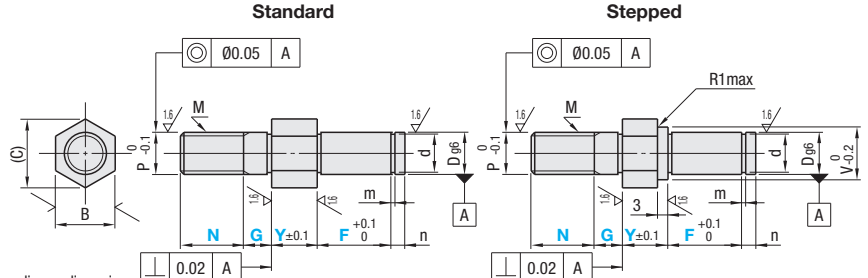 Standard
Stepped
Ø0.05 A
Ø0.05 A
R1max
1.6
M
1.6
1.6
M
1.6
(C)
B
P 0 -0.1
d
Dg6
P 0 -0.1
d
Dg6
V 0 -0.2
1.6
1.6
m
1.6
1.6
3
m
A
A
N G Y±0.1 F +0.1 0 n
N G Y±0.1 F +0.1 0 n
⊥ 0.02 A
⊥ 0.02 A